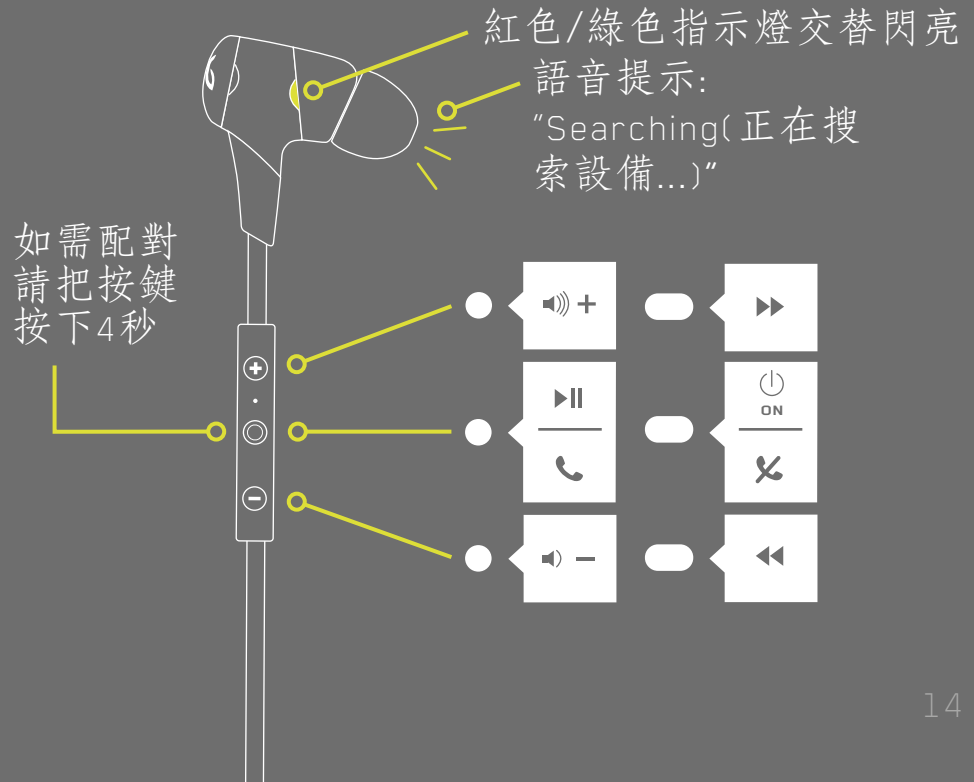 紅色/綠色指示燈交替閃亮
語音提示:
“Searching(正在搜
索設備...)”
如需配對
請把按鍵
按下4秒
ON
14